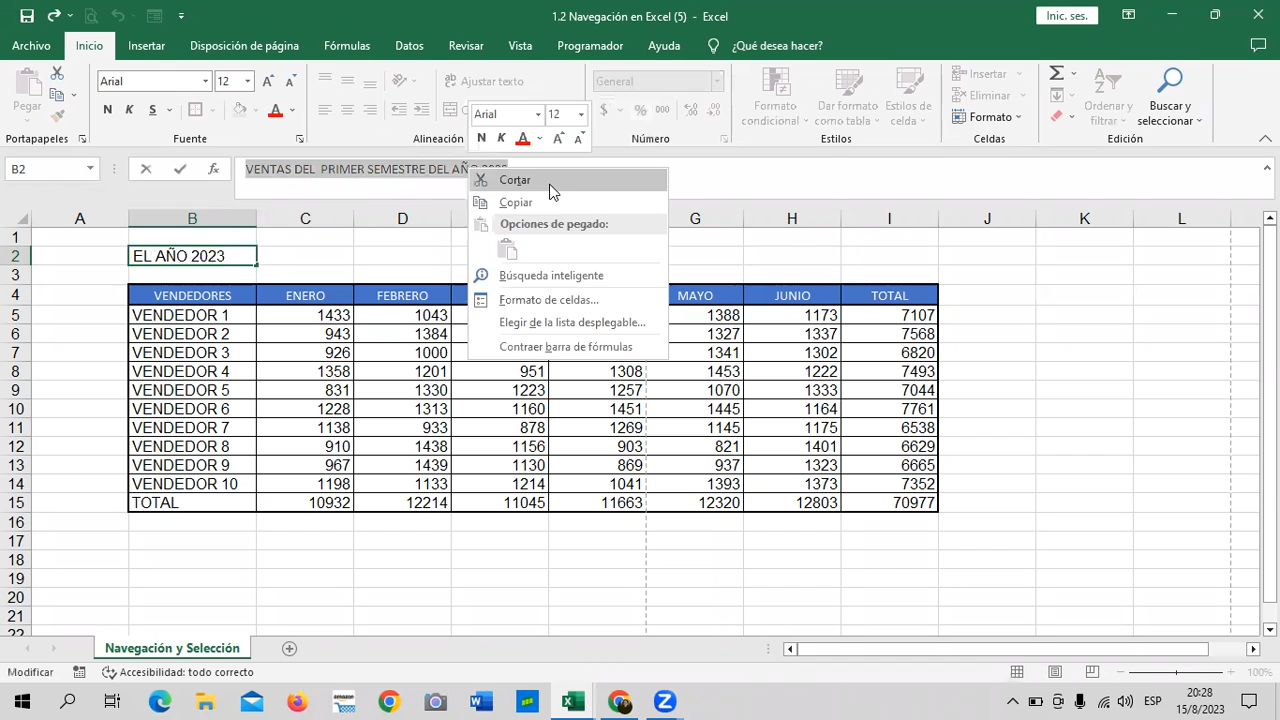 1.2 Navegación en Excel (5) - Excel
Inic. ses.
Archivo Inicio Insertar Disposición de página Fórmulas Datos Revisar Vista Programador Ayuda ¿Qué desea hacer?
Pegar
Arial 12
N K S
Ajustar texto
General
$ % 000
Formato condicional
Dar formato como tabla
Estilos de celda
Insertar
Eliminar
Formato
Ordenar y filtrar
Buscar y seleccionar
Portapapeles Fuente Alineación Número Estilos Celdas Edición
Arial 12
N K
B2
VENTAS DEL  PRIMER SEMESTRE DEL AÑO 2023
Cortar
Copiar
Opciones de pegado:
Búsqueda inteligente
Formato de celdas...
Elegir de la lista desplegable...
Contraer barra de fórmulas
A B C D G H I J K L
1
2 EL AÑO 2023
3
4 VENDEDORES ENERO FEBRERO MAYO JUNIO TOTAL
5 VENDEDOR 1 1433 1043 1388 1173 7107
6 VENDEDOR 2 943 1384 1327 1337 7568
7 VENDEDOR 3 926 1000 1341 1302 6820
8 VENDEDOR 4 1358 1201 951 1308 1453 1222 7493
9 VENDEDOR 5 831 1330 1223 1257 1070 1333 7044
10 VENDEDOR 6 1228 1313 1160 1451 1445 1164 7761
11 VENDEDOR 7 1138 933 878 1269 1145 1175 6538
12 VENDEDOR 8 910 1438 1156 903 821 1401 6629
13 VENDEDOR 9 967 1439 1130 869 937 1323 6665
14 VENDEDOR 10 1198 1133 1214 1041 1393 1373 7352
15 TOTAL 10932 12214 11045 11663 12320 12803 70977
16
17
18
19
20
21
22
Navegación y Selección
Modificar
Accesibilidad: todo correcto
100%
ESP
20:28
15/8/2023